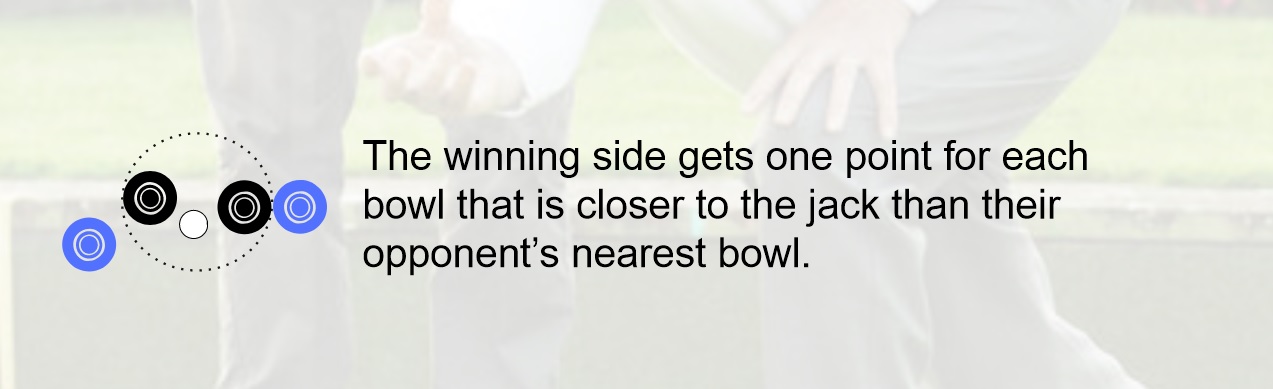 The winning side gets one point for each
bowl that is closer to the jack than their
opponent’s nearest bowl.